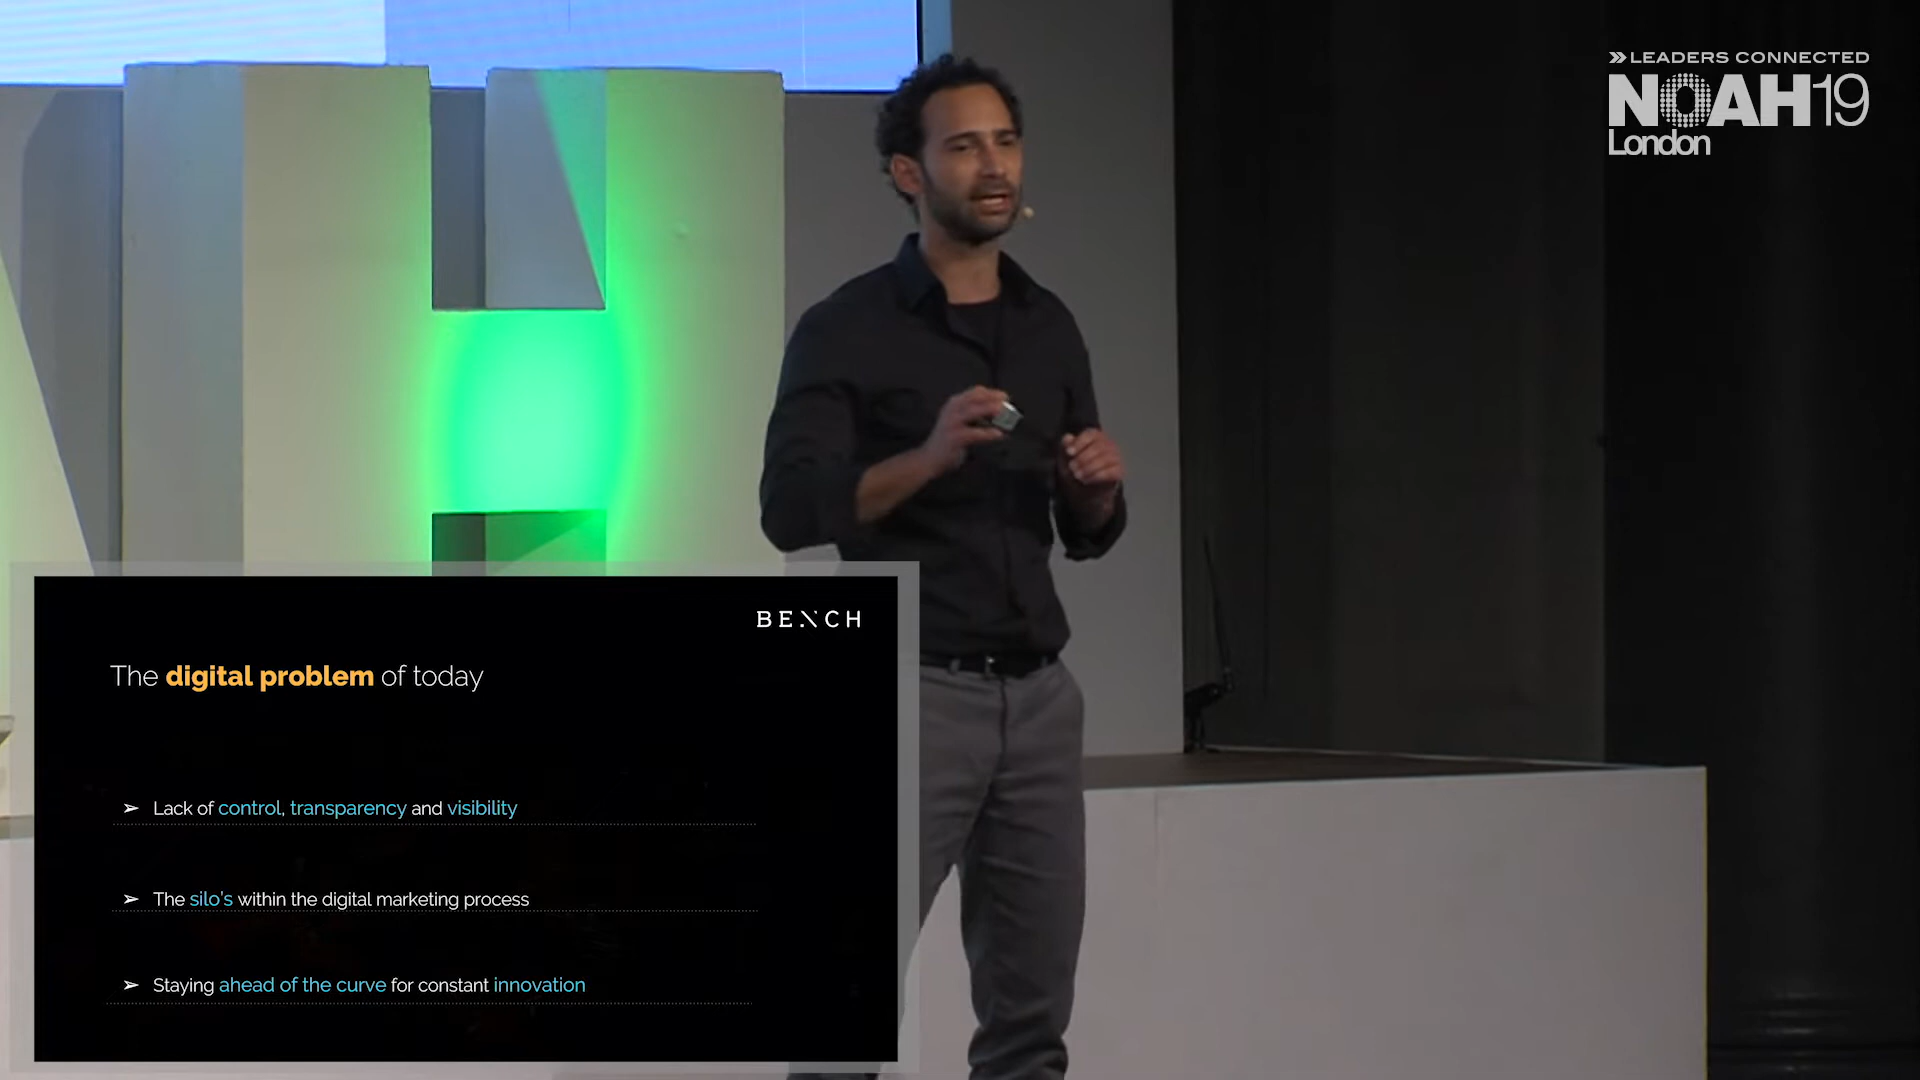 LEADERS CONNECTED
NOAH19
London
BENCH
The digital problem of today
➢ Lack of control, transparency and visibility
➢ The silo's within the digital marketing process
➢ Staying ahead of the curve for constant innovation